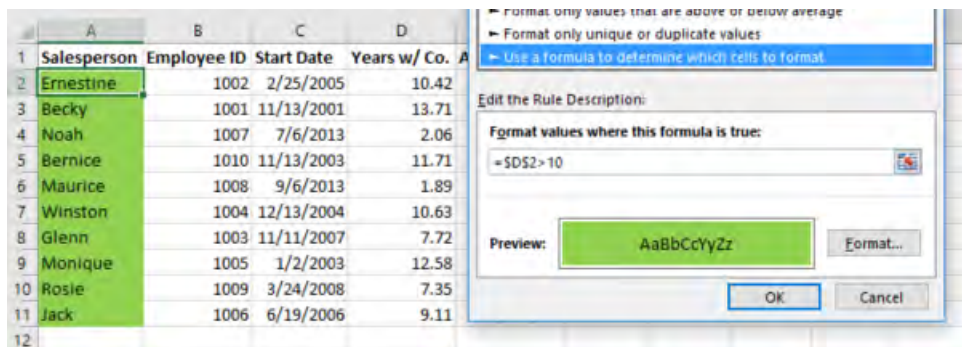 A B C D
1 Salesperson Employee ID Start Date Years w/ Co. A
2 Ernestine 1002 2/25/2005 10.42
3 Becky 1001 11/13/2001 13.71
4 Noah 1007 7/6/2013 2.06
5 Bernice 1010 11/13/2003 11.71
6 Maurice 1008 9/6/2013 1.89
7 Winston 1004 12/13/2004 10.63
8 Glenn 1003 11/11/2007 7.72
9 Monique 1005 1/2/2003 12.58
10 Rosie 1009 3/24/2008 7.35
11 Jack 1006 6/19/2006 9.11
12
► Format only values that are above or below average
► Format only unique or duplicate values
► Use a formula to determine which cells to format
Edit the Rule Description:
Format values where this formula is true:
=$D$2>10
Preview: AaBbCcYyZz Format...
OK Cancel